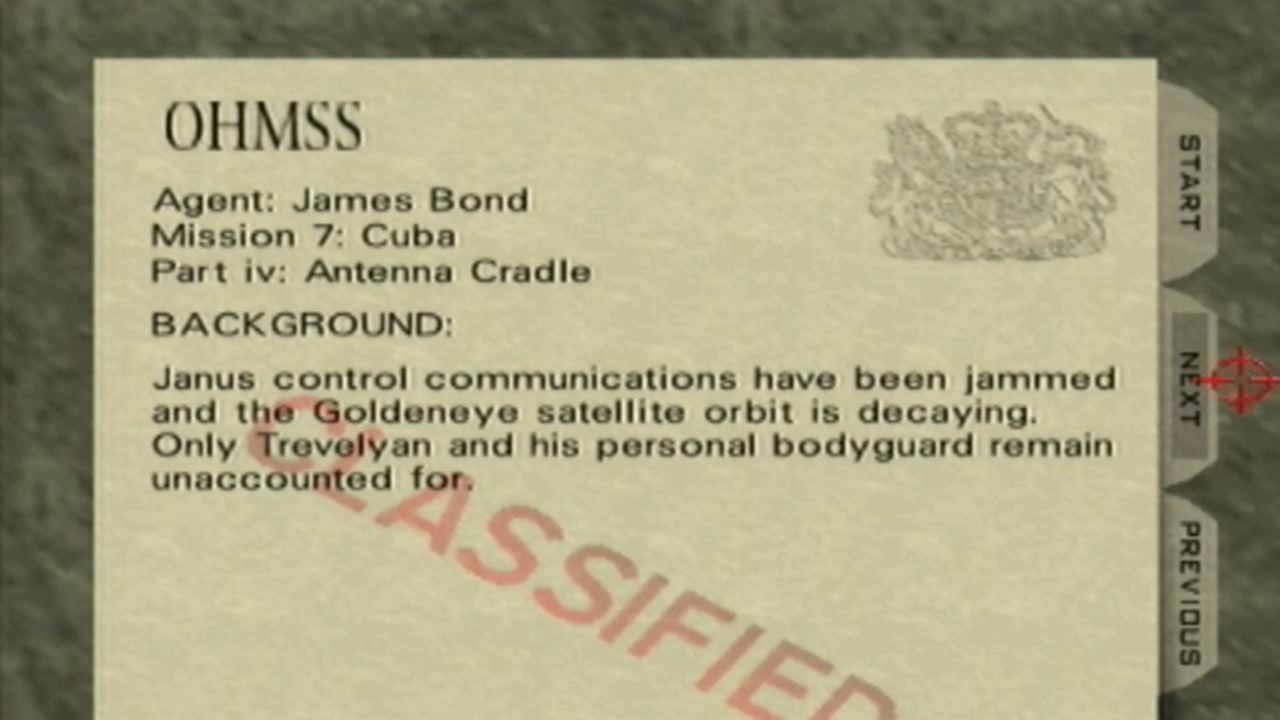 OHMSS
Agent: James Bond
Mission 7: Cuba
Part iv: Antenna Cradle
BACKGROUND:
Janus control communications have been jammed
and the Goldeneye satellite orbit is decaying.
Only Trevelyan and his personal bodyguard remain
unaccounted for.
CLASSIFIED
START
NEXT
PREVIOUS